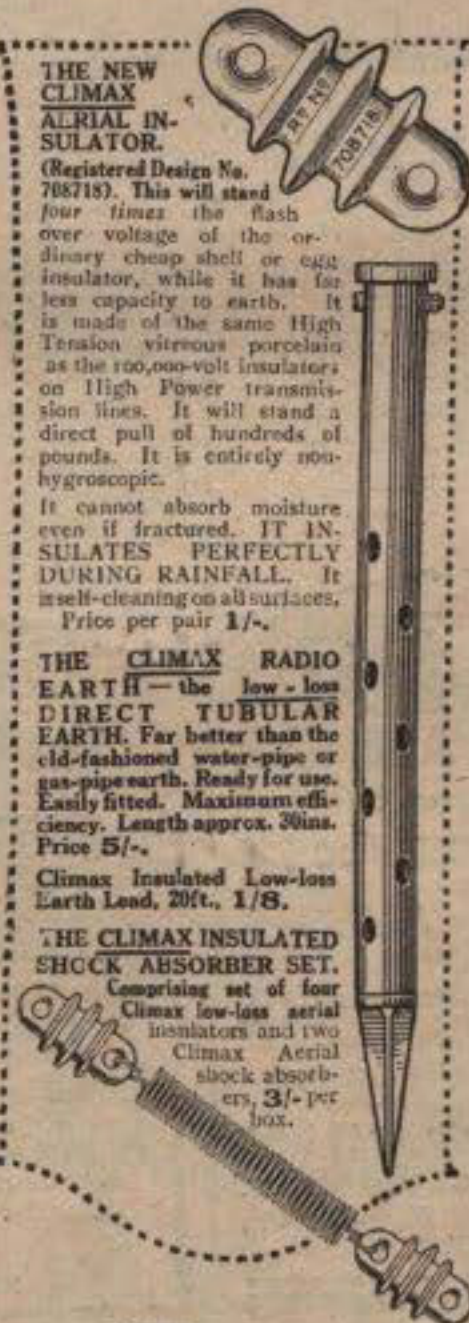 THE NEW
CLIMAX
AERIAL IN-
SULATOR.
(Registered Design No.
708718). This will stand
four times the flash
over voltage of the or-
dinary cheap shell or egg
insulator, while it has far
less capacity to earth. It
is made of the same High
Tension vitreous porcelain
as the 100,000-volt insulators
on High Power transmis-
sion lines. It will stand a
direct pull of hundreds of
pounds. It is entirely non-
hygroscopic.
It cannot absorb moisture
even if fractured. IT IN-
SULATES PERFECTLY
DURING RAINFALL. It
is self-cleaning on all surfaces.
Price per pair 1/-.
RD NO
708718
THE CLIMAX RADIO
EARTH — the low-loss
DIRECT TUBULAR
EARTH. Far better than the
old-fashioned water-pipe or
gas-pipe earth. Ready for use.
Easily fitted. Maximum effi-
ciency. Length approx. 30ins.
Price 5/-.
Climax Insulated Low-loss
Earth Lead, 20ft., 1/8.
THE CLIMAX INSULATED
SHOCK ABSORBER SET.
Comprising set of four
Climax low-loss aerial
insulators and two
Climax Aerial
shock absorb-
ers, 3/- per
box.